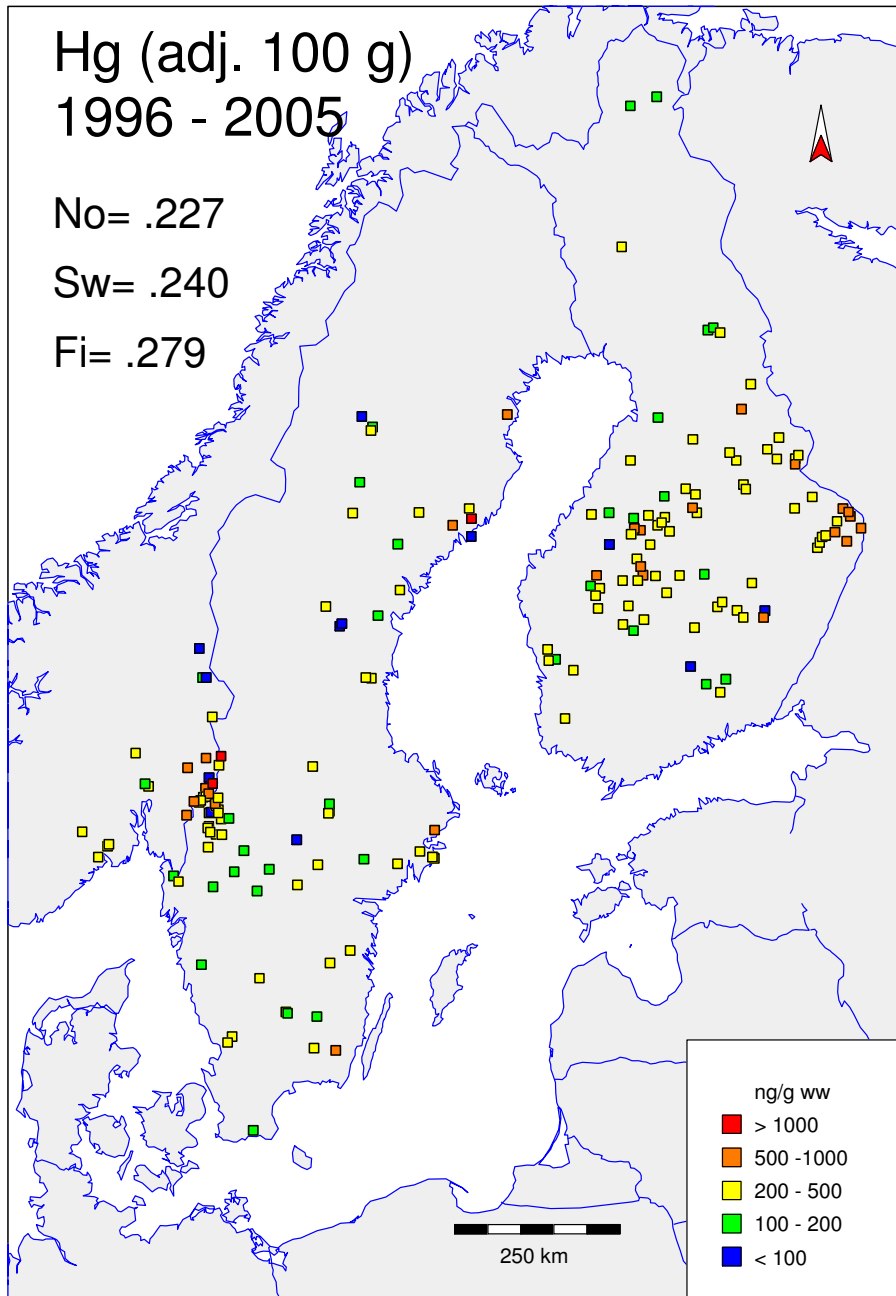 Hg (adj. 100 g)
1996 - 2005
No= .227
Sw= .240
Fi= .279
ng/g ww
> 1000
500 -1000
200 - 500
100 - 200
< 100
250 km